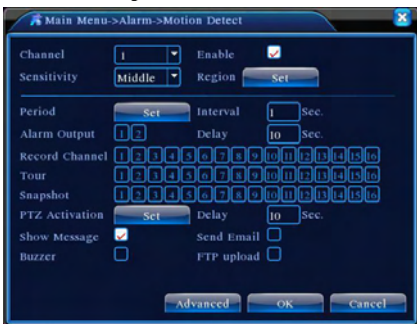 Main Menu->Alarm->Motion Detect
Channel 1 Enable
Sensitivity Middle Region Set
Period Set Interval 1 Sec.
Alarm Output 1 2 Delay 10 Sec.
Record Channel 1 2 3 4 5 6 7 8 9 10 11 12 13 14 15 16
Tour 1 2 3 4 5 6 7 8 9 10 11 12 13 14 15 16
Snapshot 1 2 3 4 5 6 7 8 9 10 11 12 13 14 15 16
PTZ Activation Set Delay 10 Sec.
Show Message Send Email
Buzzer FTP upload
Advanced OK Cancel